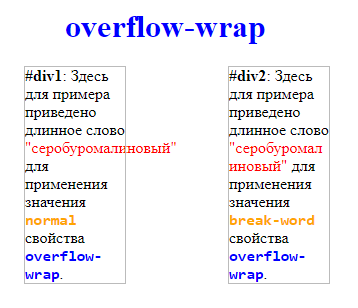 overflow-wrap
#div1: Здесь
для примера
приведено
длинное слово
"серобуромалиновый"
для
применения
значения
normal
свойства
overflow-
wrap.
#div2: Здесь
для примера
приведено
длинное слово
"серобуромал
иновый" для
применения
значения
break-word
свойства
overflow-
wrap.